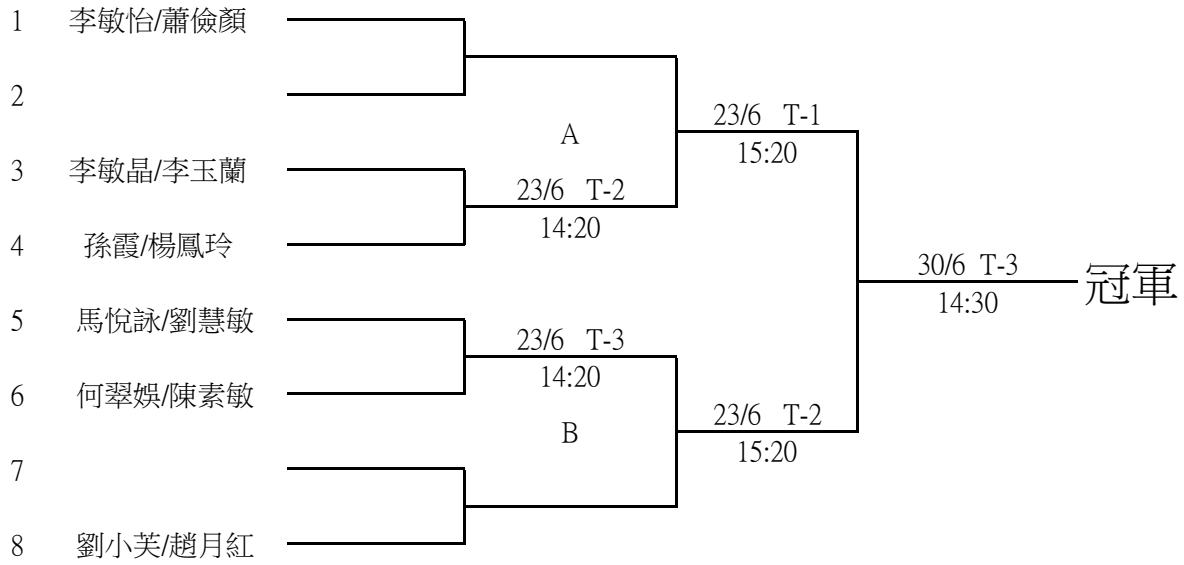 1 李敏怡/蕭儉顏
2
23/6 T-1
A
15:20
3 李敏晶/李玉蘭
23/6 T-2
14:20
4 孫霞/楊鳳玲
30/6 T-3
冠軍
14:30
5 馬悅詠/劉慧敏
23/6 T-3
14:20
6 何翠娛/陳素敏
23/6 T-2
B
15:20
7
8 劉小芙/趙月紅